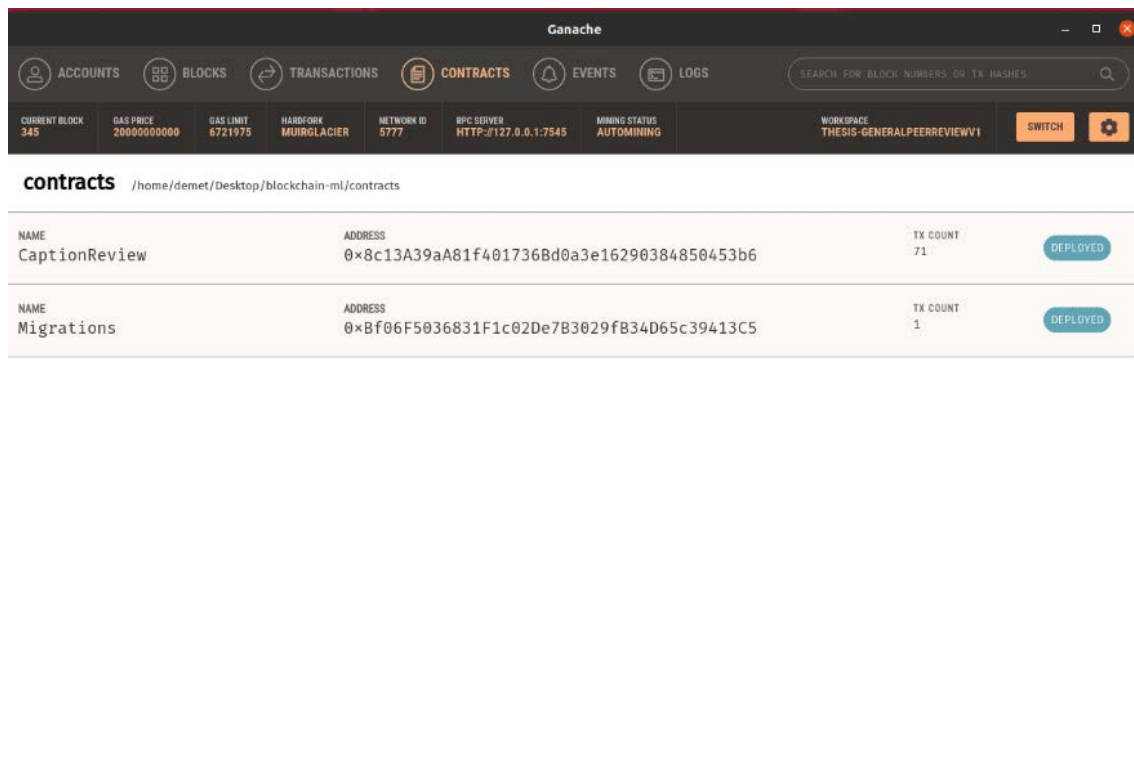 Ganache
ACCOUNTS BLOCKS TRANSACTIONS CONTRACTS EVENTS LOGS SEARCH FOR BLOCK NUMBERS OR TX HASHES
CURRENT BLOCK GAS PRICE GAS LIMIT HARDFORK NETWORK ID RPC SERVER MINING STATUS WORKSPACE
345 20000000000 6721975 MUIRGLACIER 5777 HTTP://127.0.0.1:7545 AUTOMINING THESIS-GENERALPEERREVIEWV1 SWITCH
contracts /home/demet/Desktop/blockchain-ml/contracts
NAME ADDRESS TX COUNT
CaptionReview 0×8c13A39aA81f401736Bd0a3e16290384850453b6 71 DEPLOYED
NAME ADDRESS TX COUNT
Migrations 0×Bf06F5036831F1c02De7B3029fB34D65c39413C5 1 DEPLOYED